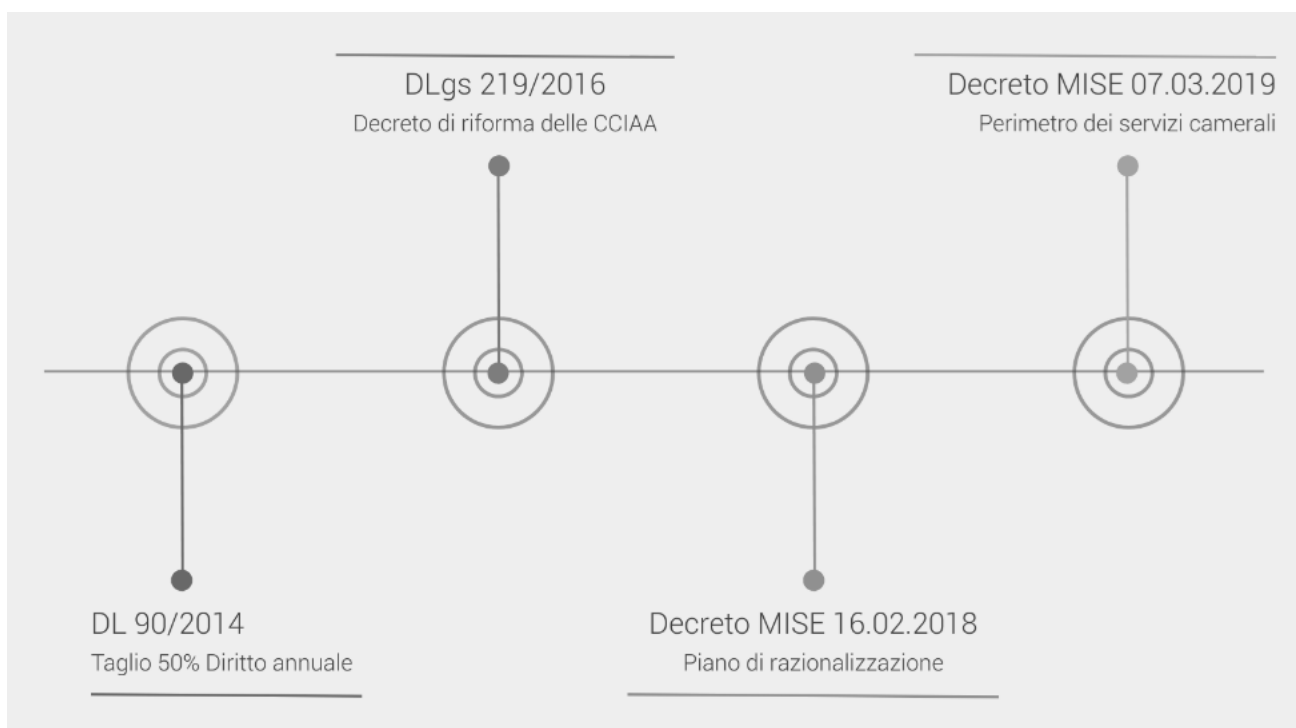 DLgs 219/2016
Decreto di riforma delle CCIAA
Decreto MISE 07.03.2019
Perimetro dei servizi camerali
DL 90/2014
Taglio 50% Diritto annuale
Decreto MISE 16.02.2018
Piano di razionalizzazione